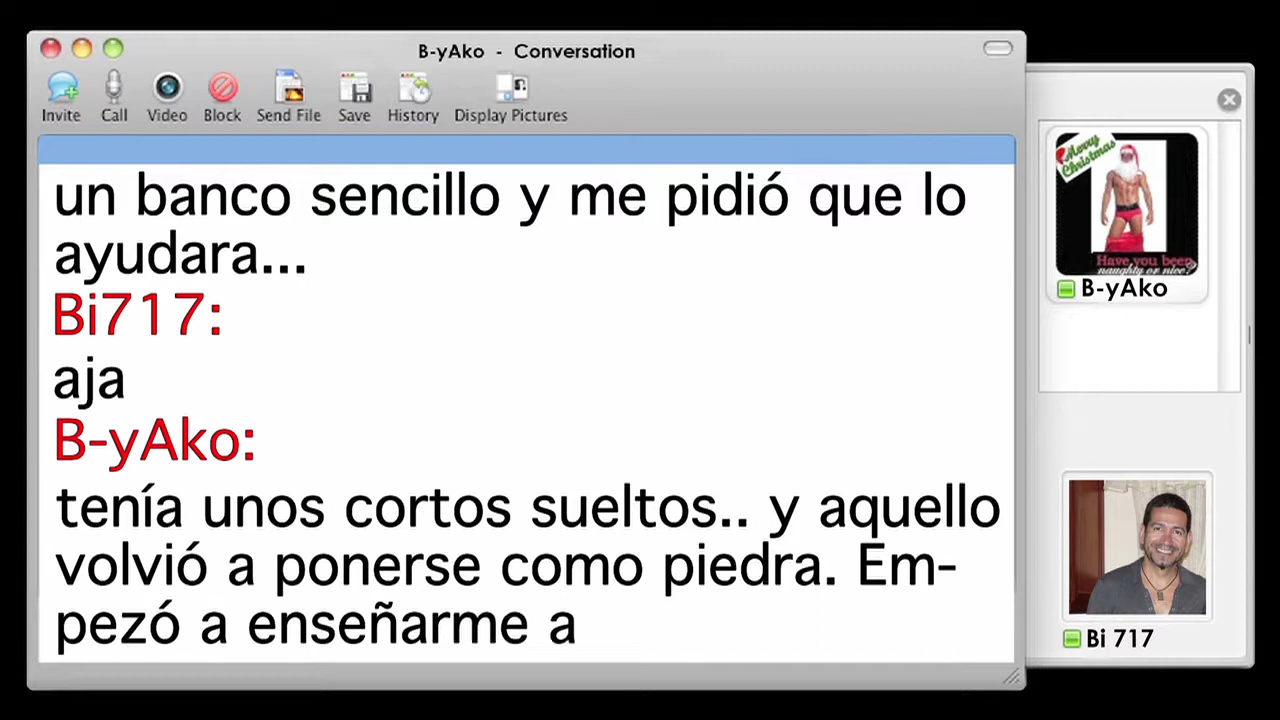 B-yAko - Conversation
Invite
Call
Video
Block
Send File
Save
History
Display Pictures
un banco sencillo y me pidió que lo
ayudara...
Bi717:
aja
B-yAko:
tenía unos cortos sueltos.. y aquello
volvió a ponerse como piedra. Em-
pezó a enseñarme a
Merry
Christmas
Have you been
naughty or nice?
B-yAko
Bi 717